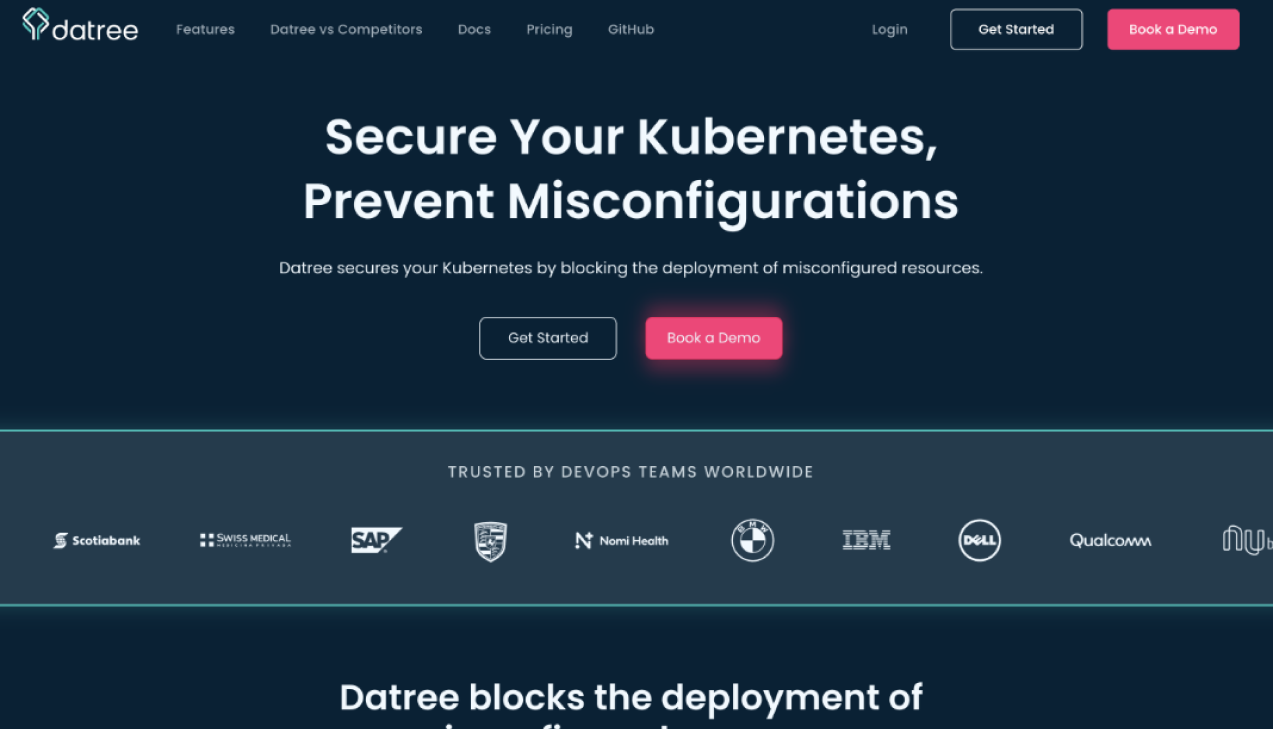 datree
Features
Datree vs Competitors
Docs
Pricing
GitHub
Login
Get Started
Book a Demo
Secure Your Kubernetes,
Prevent Misconfigurations
Datree secures your Kubernetes by blocking the deployment of misconfigured resources.
Get Started
Book a Demo
TRUSTED BY DEVOPS TEAMS WORLDWIDE
Scotiabank
SWISS MEDICAL
MEDICINA PRIVADA
SAP
Nomi Health
BMW
IBM
DELL
Qualcomm
nu
Datree blocks the deployment of